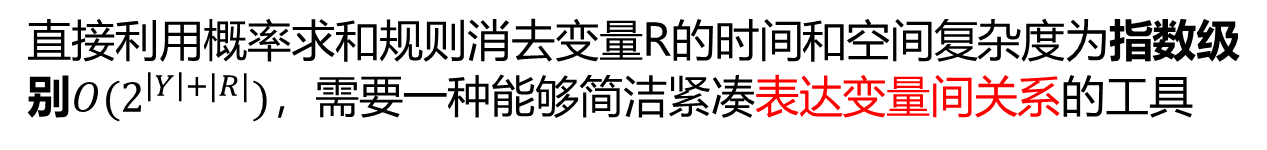 直接利用概率求和规则消去变量R的时间和空间复杂度为指数级
别𝑂(2^{|𝑌|+|𝑅|})，需要一种能够简洁紧凑表达变量间关系的工具